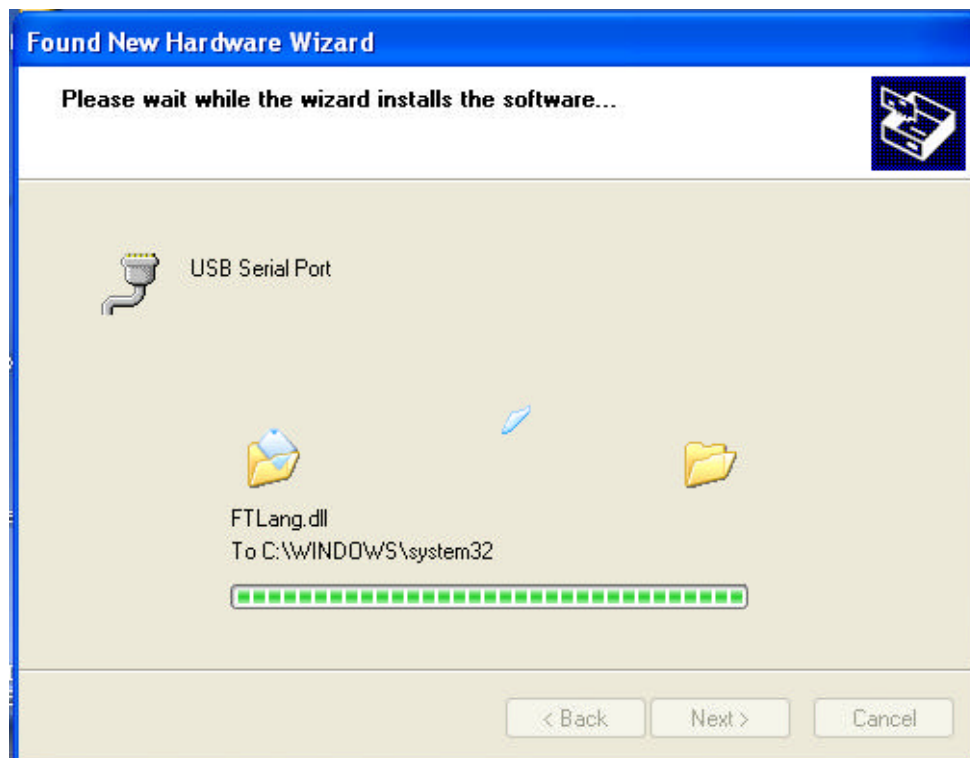 Found New Hardware Wizard
Please wait while the wizard installs the software...
USB Serial Port
FTLang.dll
To C:\WINDOWS\system32
< Back
Next >
Cancel